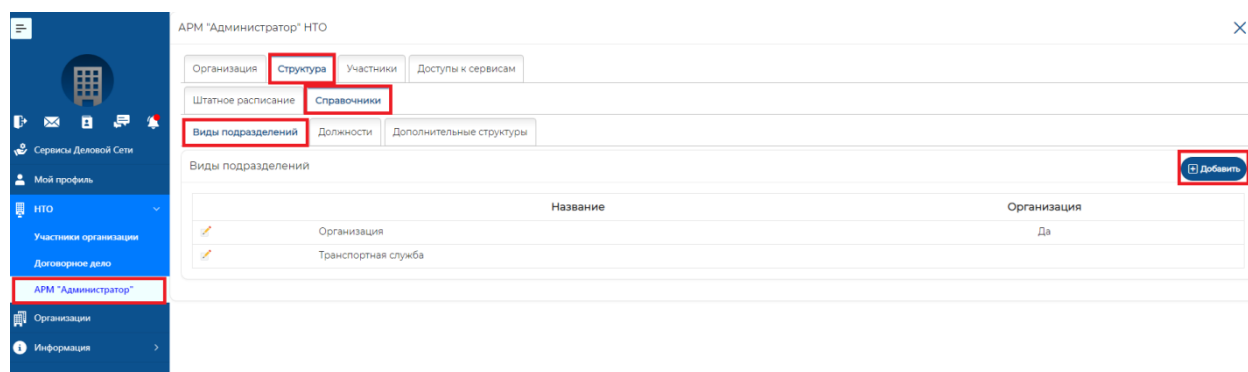 АРМ "Администратор" НТО
Организация Структура Участники Доступы к сервисам
Штатное расписание Справочники
Виды подразделений Должности Дополнительные структуры
Виды подразделений
Добавить
Название Организация
Организация Да
Транспортная служба
Сервисы Деловой Сети
Мой профиль
НТО
Участники организации
Договорное дело
АРМ "Администратор"
Организации
Информация